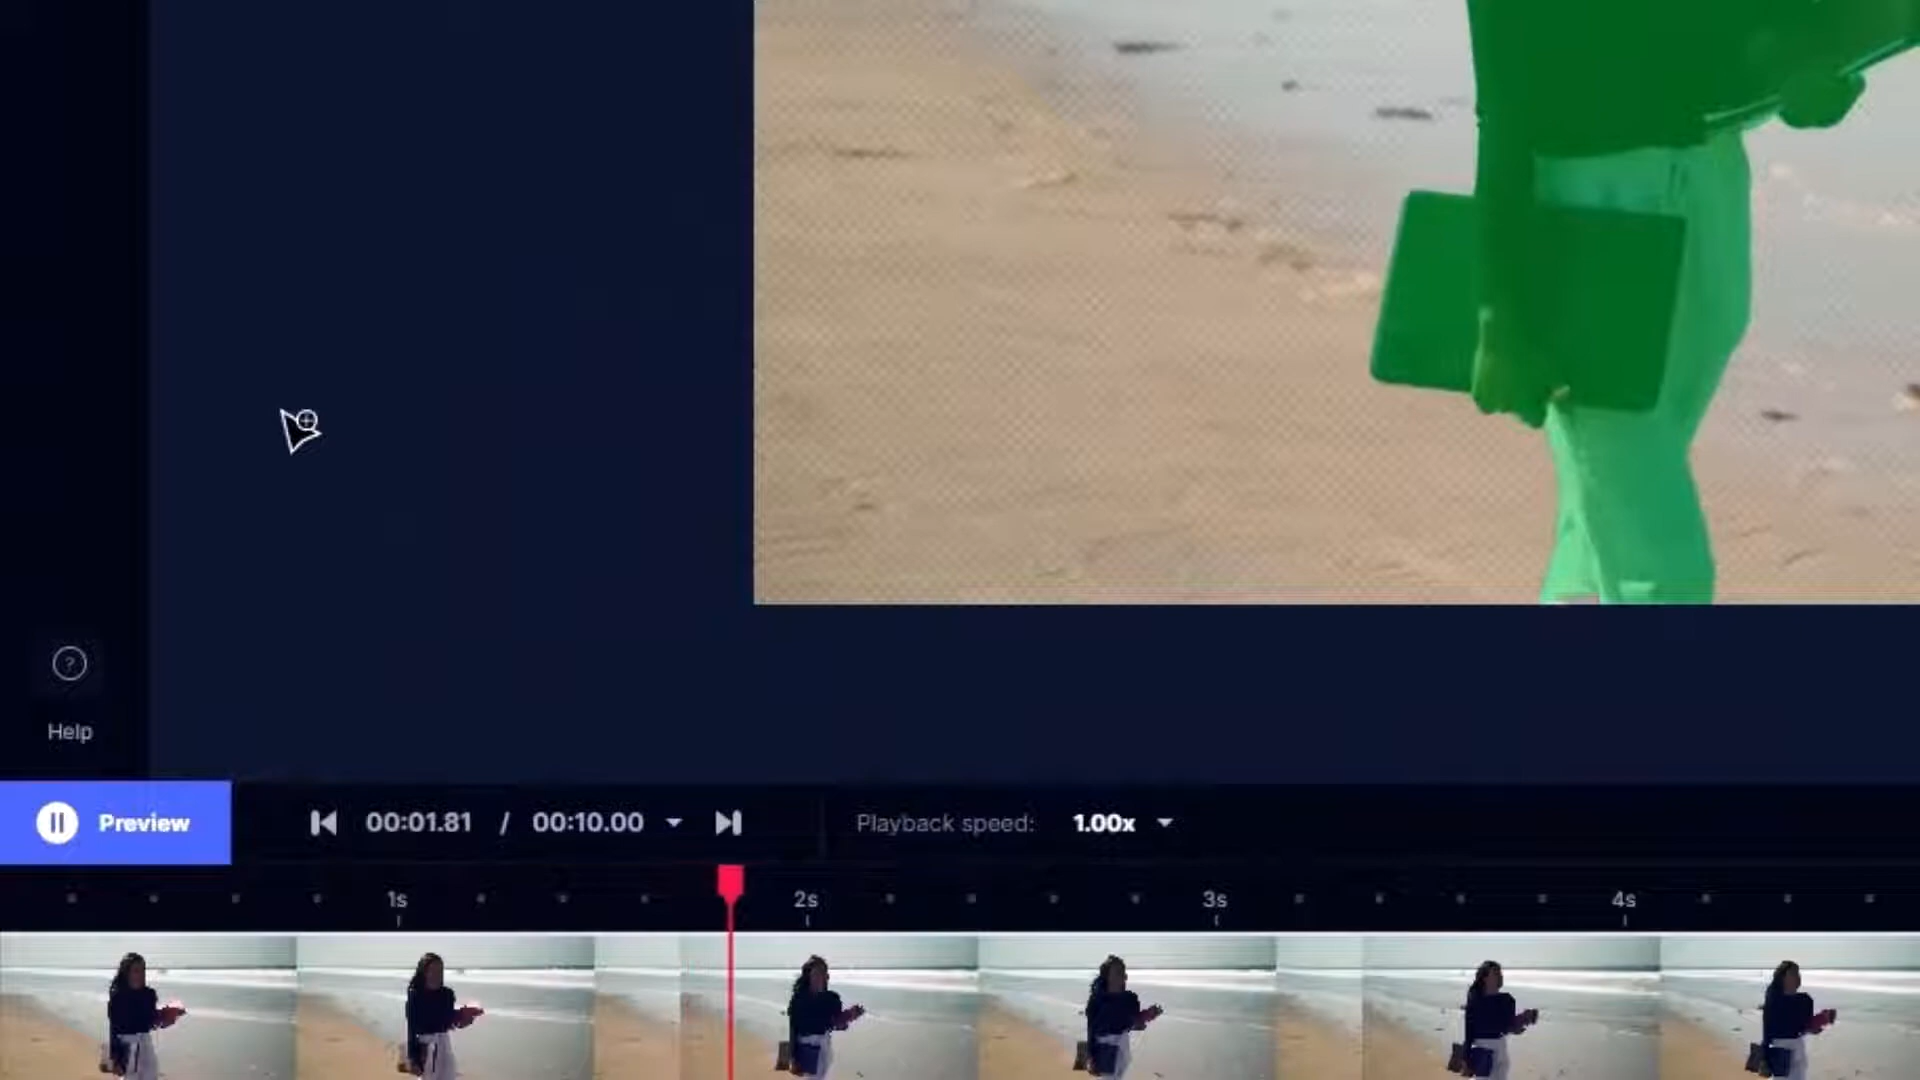 ?
Help
Preview 00:01.81 / 00:10.00 Playback speed: 1.00x
1s 2s 3s 4s